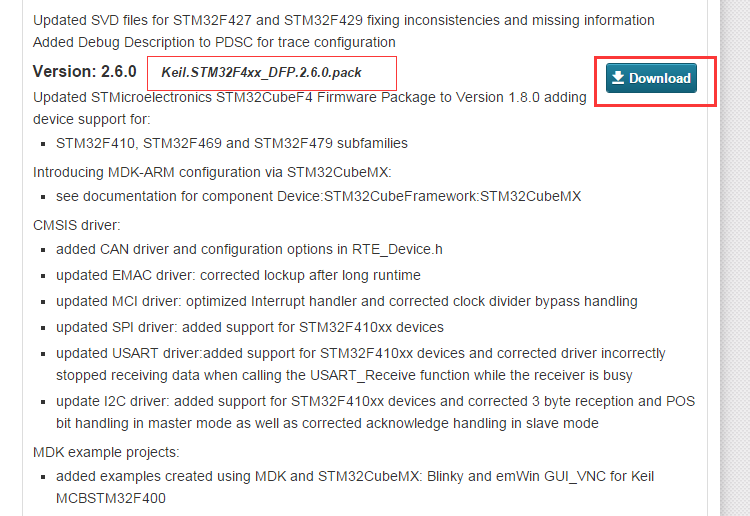 Updated SVD files for STM32F427 and STM32F429 fixing inconsistencies and missing information
Added Debug Description to PDSC for trace configuration
Version: 2.6.0 Keil.STM32F4xx_DFP.2.6.0.pack Download
Updated STMicroelectronics STM32CubeF4 Firmware Package to Version 1.8.0 adding
device support for:
▪ STM32F410, STM32F469 and STM32F479 subfamilies
Introducing MDK-ARM configuration via STM32CubeMX:
▪ see documentation for component Device:STM32CubeFramework:STM32CubeMX
CMSIS driver:
▪ added CAN driver and configuration options in RTE_Device.h
▪ updated EMAC driver: corrected lockup after long runtime
▪ updated MCI driver: optimized Interrupt handler and corrected clock divider bypass handling
▪ updated SPI driver: added support for STM32F410xx devices
▪ updated USART driver:added support for STM32F410xx devices and corrected driver incorrectly
stopped receiving data when calling the USART_Receive function while the receiver is busy
▪ update I2C driver: added support for STM32F410xx devices and corrected 3 byte reception and POS
bit handling in master mode as well as corrected acknowledge handling in slave mode
MDK example projects:
▪ added examples created using MDK and STM32CubeMX: Blinky and emWin GUI_VNC for Keil
MCBSTM32F400